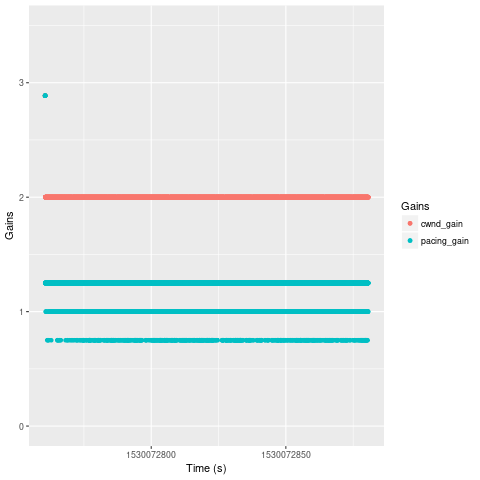 3
2
1
0
Gains
1530072800
1530072850
Time (s)
Gains
cwnd_gain
pacing_gain